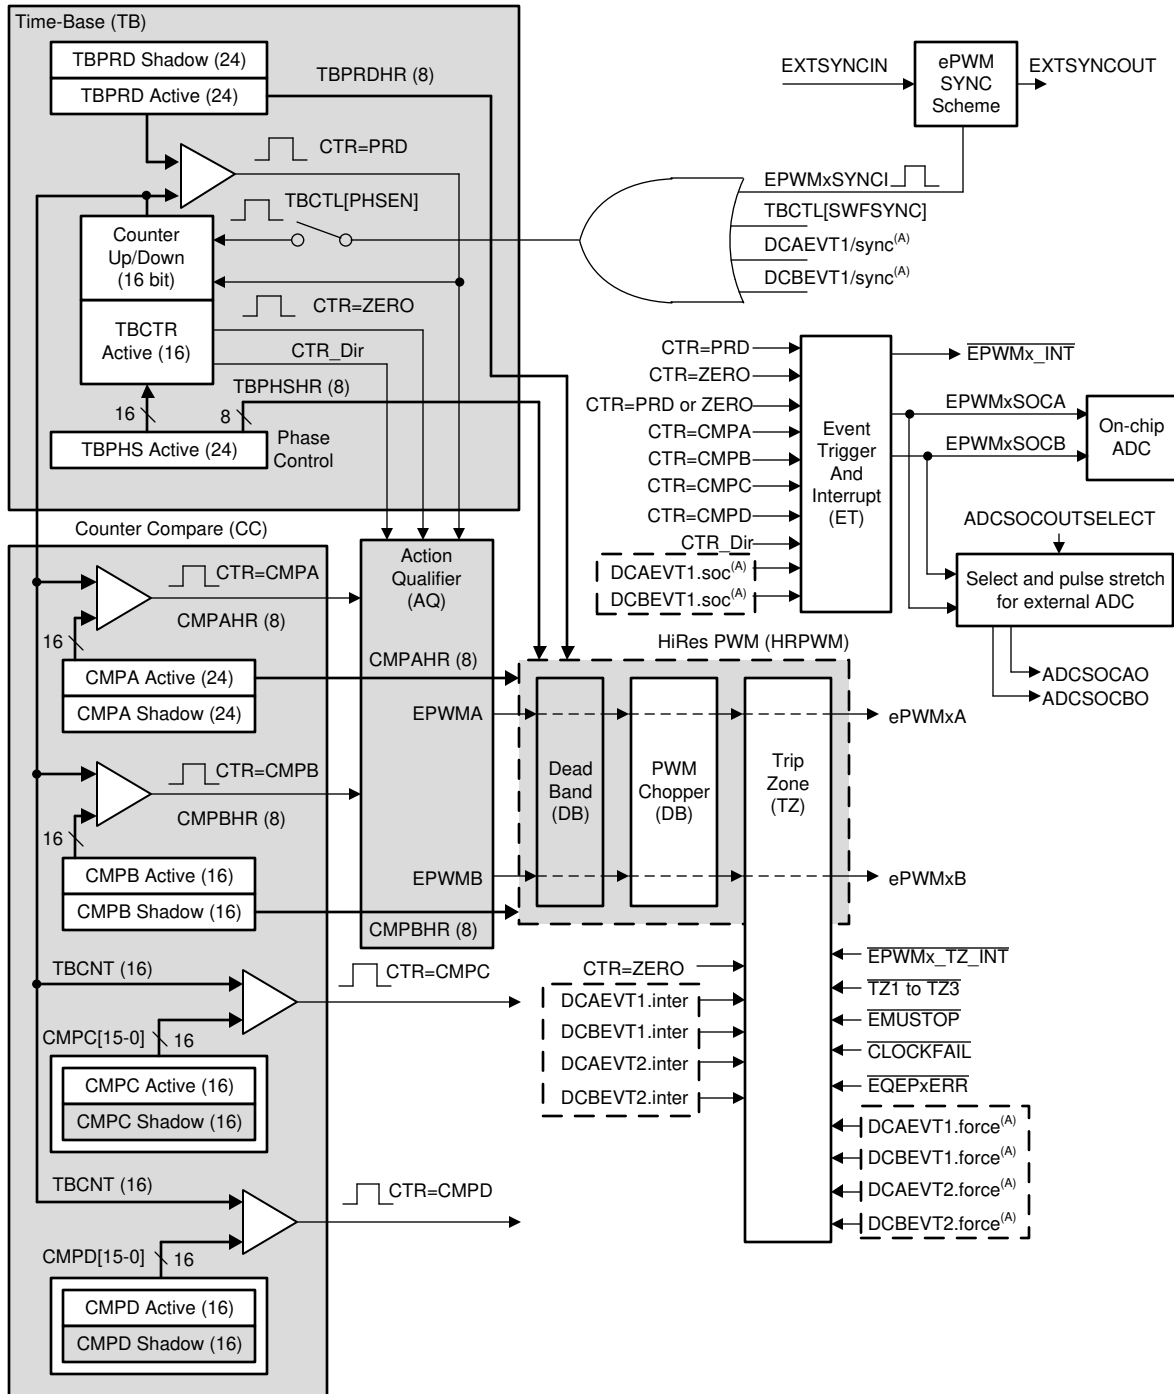 Time-Base (TB)
TBPRD Shadow (24)
TBPRD Active (24)
TBPRDHR (8)
CTR=PRD
TBCTL[PHSEN]
Counter
Up/Down
(16 bit)
CTR=ZERO
TBCTR
Active (16)
CTR_Dir
TBPHSHR (8)
16
8
TBPHS Active (24)
Phase
Control
EXTSYNCIN
ePWM
SYNC
Scheme
EXTSYNCOUT
EPWMxSYNCI
TBCTL[SWFSYNC]
DCAEVT1/sync(A)
DCBEVT1/sync(A)
CTR=PRD
CTR=ZERO
CTR=PRD or ZERO
CTR=CMPA
CTR=CMPB
CTR=CMPC
CTR=CMPD
CTR_Dir
DCAEVT1.soc(A)
DCBEVT1.soc(A)
Event
Trigger
And
Interrupt
(ET)
EPWMx_INT
EPWMxSOCA
EPWMxSOCB
On-chip
ADC
ADCSOCOUTSELECT
Select and pulse stretch
for external ADC
ADCSOCAO
ADCSOCBO
Counter Compare (CC)
CTR=CMPA
CMPAHR (8)
16
CMPA Active (24)
CMPA Shadow (24)
CTR=CMPB
CMPBHR (8)
16
CMPB Active (16)
CMPB Shadow (16)
TBCNT (16)
CTR=CMPC
CMPC[15-0]
16
CMPC Active (16)
CMPC Shadow (16)
TBCNT (16)
CTR=CMPD
CMPD[15-0]
16
CMPD Active (16)
CMPD Shadow (16)
Action
Qualifier
(AQ)
CMPAHR (8)
EPWMA
EPWMB
CMPBHR (8)
HiRes PWM (HRPWM)
Dead
Band
(DB)
PWM
Chopper
(DB)
Trip
Zone
(TZ)
ePWMxA
ePWMxB
CTR=ZERO
DCAEVT1.inter
DCBEVT1.inter
DCAEVT2.inter
DCBEVT2.inter
EPWMx_TZ_INT
TZ1 to TZ3
EMUSTOP
CLOCKFAIL
EQEPxERR
DCAEVT1.force(A)
DCBEVT1.force(A)
DCAEVT2.force(A)
DCBEVT2.force(A)